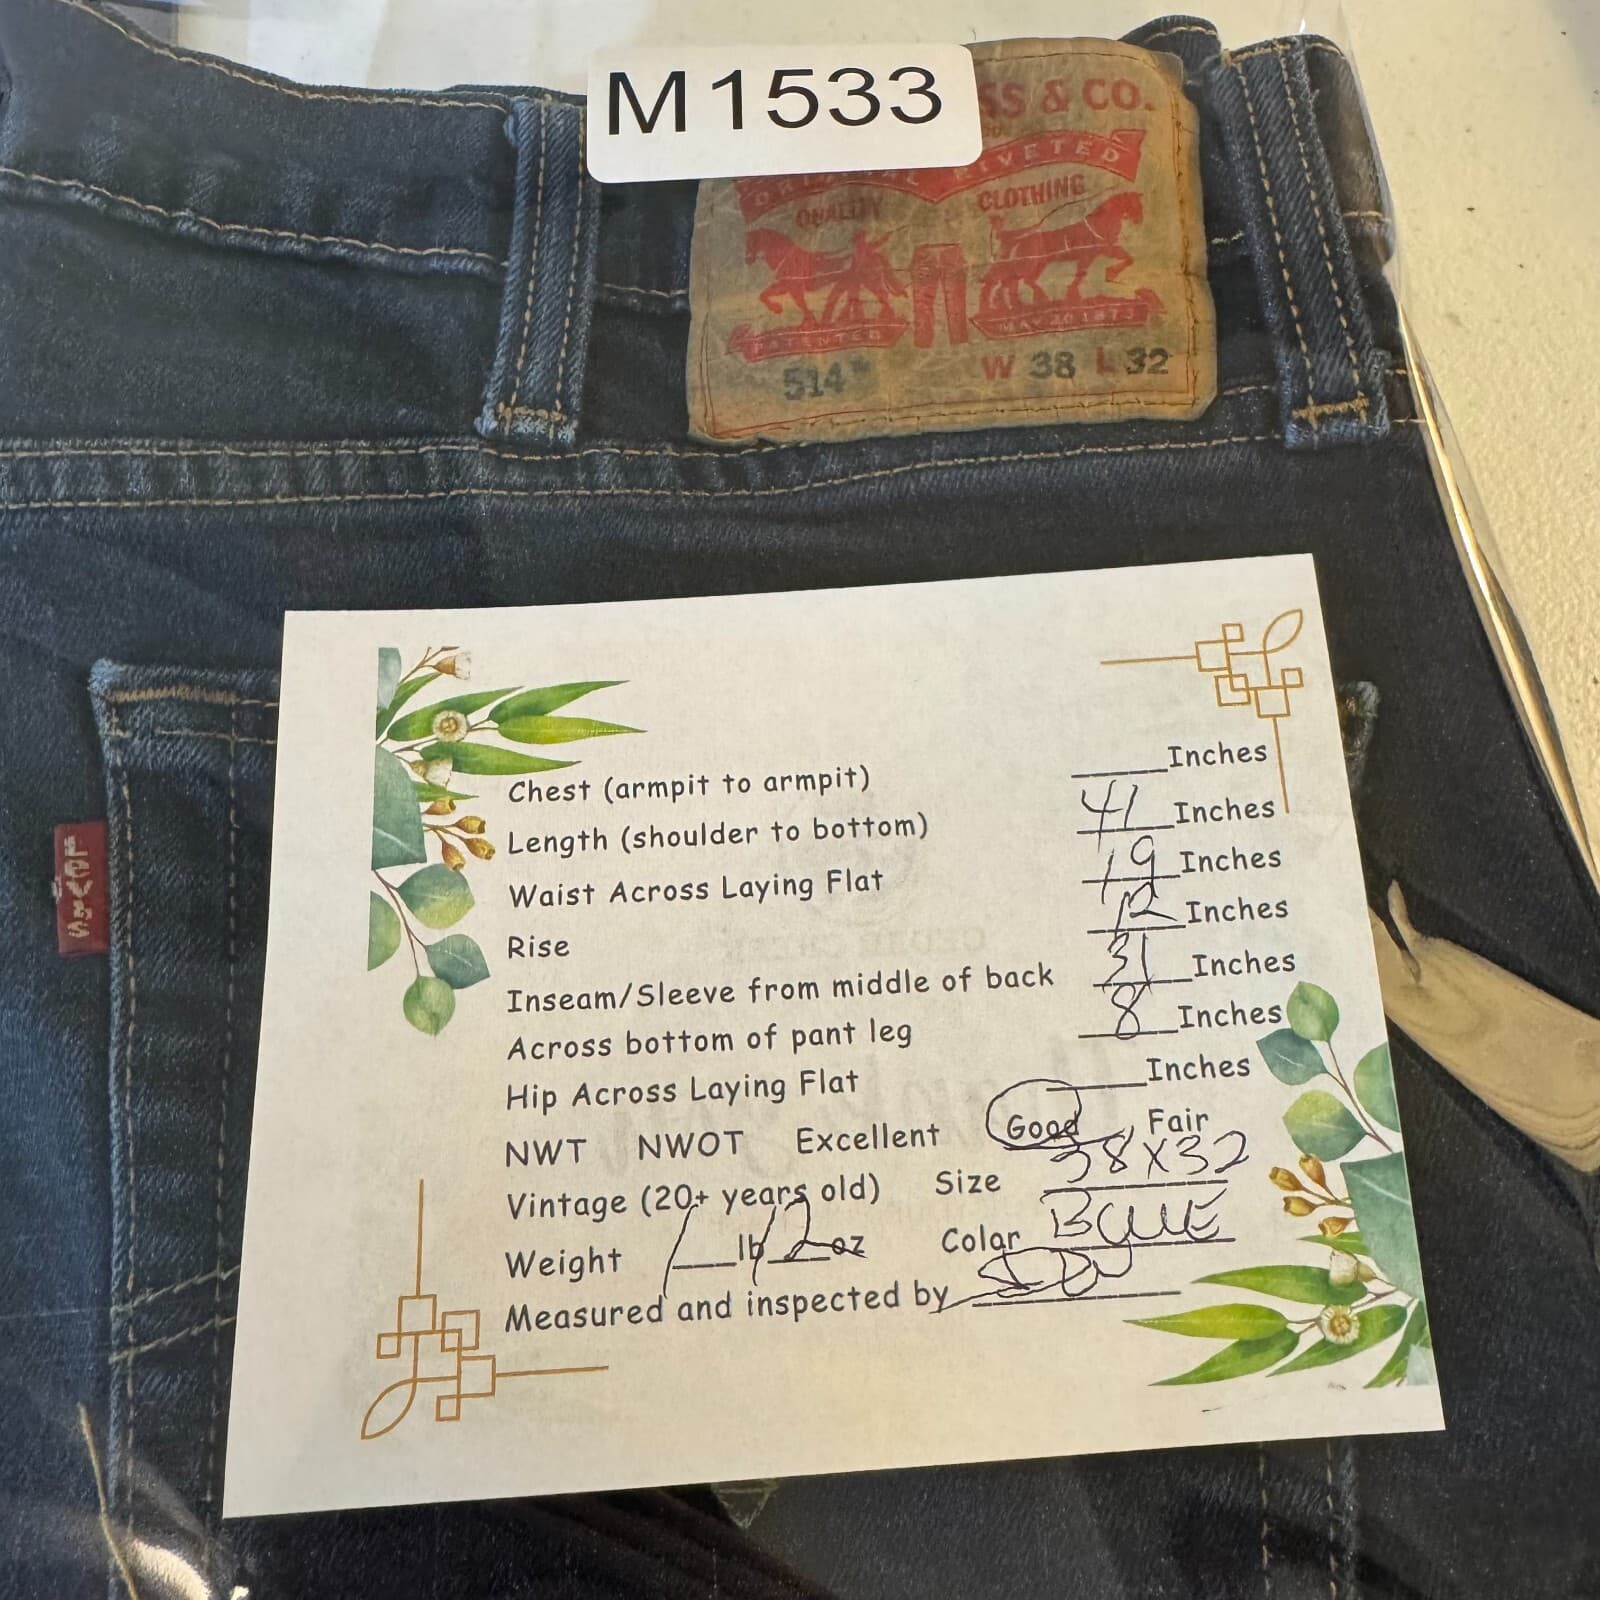 M1533
SS & CO.
ORIGINAL RIVETED
QUALITY CLOTHING
PATENTED MAY 20 1873
514™ W 38 L 32
Levi's
Chest (armpit to armpit) ____Inches
Length (shoulder to bottom) 41 Inches
Waist Across Laying Flat 19 Inches
Rise 12 Inches
Inseam/Sleeve from middle of back 31 Inches
Across bottom of pant leg 8 Inches
Hip Across Laying Flat ____Inches
NWT NWOT Excellent Good , Fair
Vintage (20+ years old) Size 38X32
Weight 1 lb 12 oz Color BLUE
Measured and inspected by